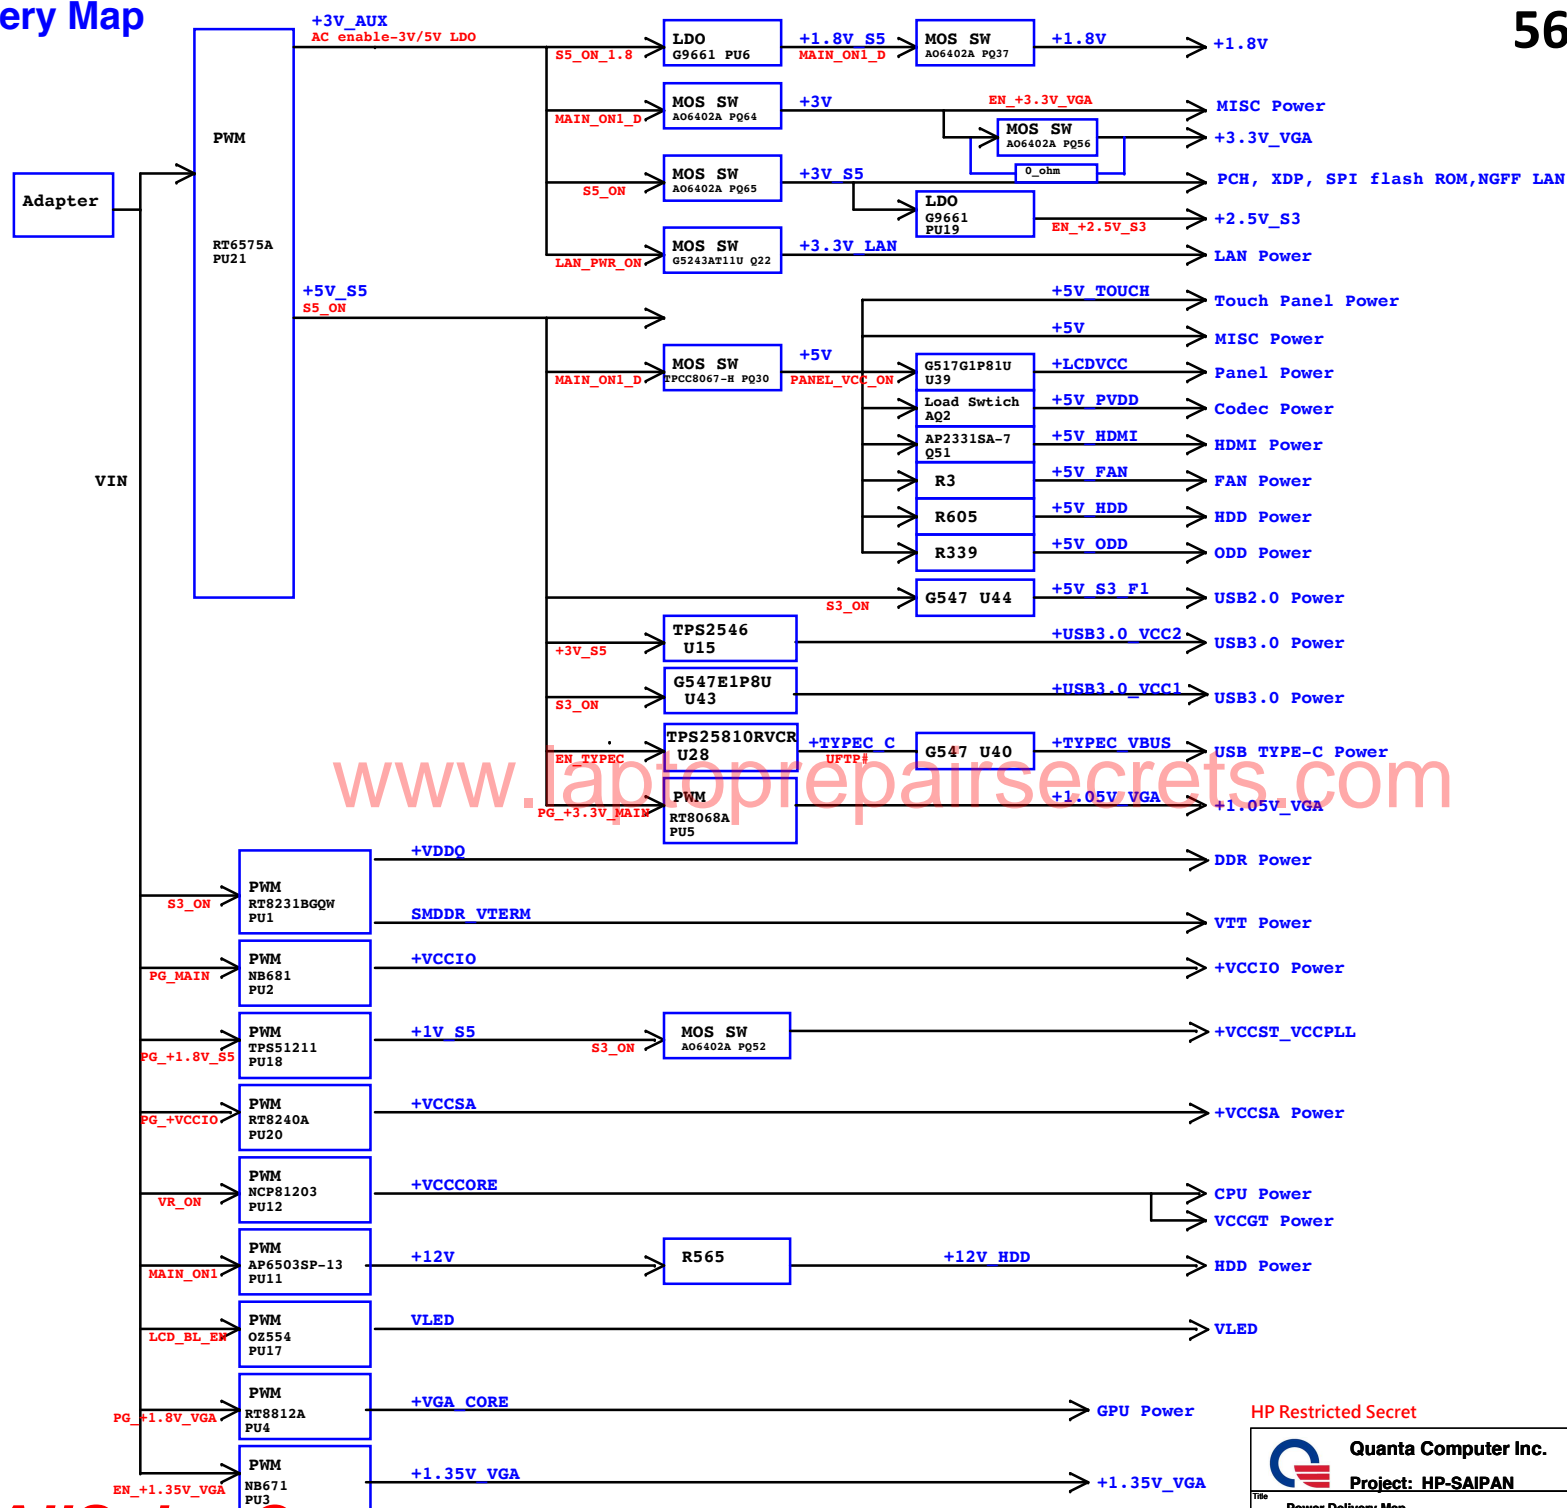 ery Map
56
+3V_AUX
AC enable-3V/5V LDO
S5_ON_1.8
LDO
G9661 PU6
+1.8V_S5
MAIN_ON1_D
MOS SW
AO6402A PQ37
+1.8V
+1.8V
PWM
RT6575A
PU21
MAIN_ON1_D
MOS SW
AO6402A PQ64
+3V
EN_+3.3V_VGA
MISC Power
MOS SW
AO6402A PQ56
+3.3V_VGA
0_ohm
Adapter
S5_ON
MOS SW
AO6402A PQ65
+3V_S5
PCH, XDP, SPI flash ROM,NGFF LAN
LDO
G9661
PU19
EN_+2.5V_S3
+2.5V_S3
LAN_PWR_ON
MOS SW
G5243AT11U Q22
+3.3V_LAN
LAN Power
+5V_S5
S5_ON
+5V_TOUCH
Touch Panel Power
+5V
MISC Power
MAIN_ON1_D
MOS SW
TPCC8067-H PQ30
+5V
PANEL_VCC_ON
G517G1P81U
U39
+LCDVCC
Panel Power
Load Swtich
AQ2
+5V_PVDD
Codec Power
AP2331SA-7
Q51
+5V_HDMI
HDMI Power
VIN
R3
+5V_FAN
FAN Power
R605
+5V_HDD
HDD Power
R339
+5V_ODD
ODD Power
S3_ON
G547 U44
+5V_S3_F1
USB2.0 Power
+3V_S5
TPS2546
U15
+USB3.0_VCC2
USB3.0 Power
S3_ON
G547E1P8U
U43
+USB3.0_VCC1
USB3.0 Power
EN_TYPEC
TPS25810RVCR
U28
+TYPEC_C
UFTP#
G547 U40
+TYPEC_VBUS
USB TYPE-C Power
www.laptoprepairsecrets.com
PG_+3.3V_MAIN
PWM
RT8068A
PU5
+1.05V_VGA
+1.05V_VGA
S3_ON
PWM
RT8231BGQW
PU1
+VDDQ
DDR Power
SMDDR_VTERM
VTT Power
PG_MAIN
PWM
NB681
PU2
+VCCIO
+VCCIO Power
PG_+1.8V_S5
PWM
TPS51211
PU18
+1V_S5
S3_ON
MOS SW
AO6402A PQ52
+VCCST_VCCPLL
PG_+VCCIO
PWM
RT8240A
PU20
+VCCSA
+VCCSA Power
VR_ON
PWM
NCP81203
PU12
+VCCCORE
CPU Power
VCCGT Power
MAIN_ON1
PWM
AP6503SP-13
PU11
+12V
R565
+12V_HDD
HDD Power
LCD_BL_EN
PWM
OZ554
PU17
VLED
VLED
PG_+1.8V_VGA
PWM
RT8812A
PU4
+VGA_CORE
GPU Power
EN_+1.35V_VGA
PWM
NB671
PU3
+1.35V_VGA
+1.35V_VGA
HP Restricted Secret
Quanta Computer Inc.
Project: HP-SAIPAN
Title
Power Delivery Map